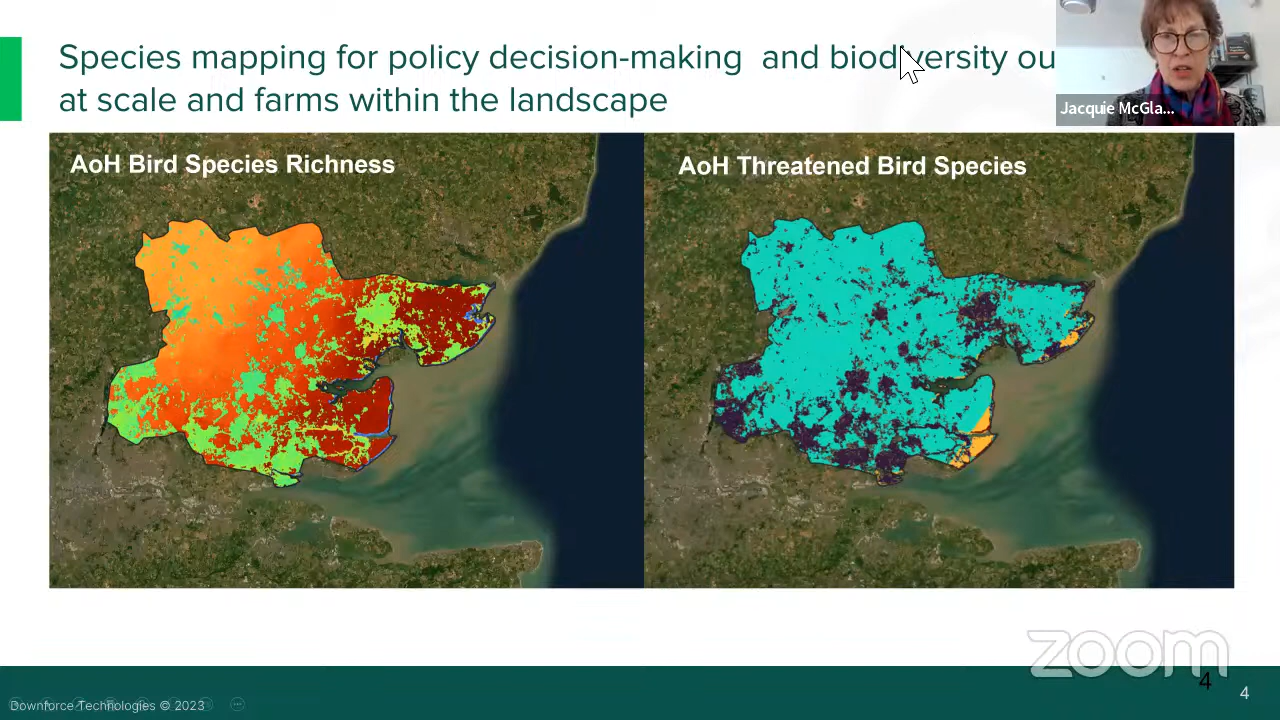 Species mapping for policy decision-making and biodiversity ou
at scale and farms within the landscape
Jacquie McGla...
AoH Bird Species Richness
AoH Threatened Bird Species
zoom
4
4
Downforce Technologies © 2023